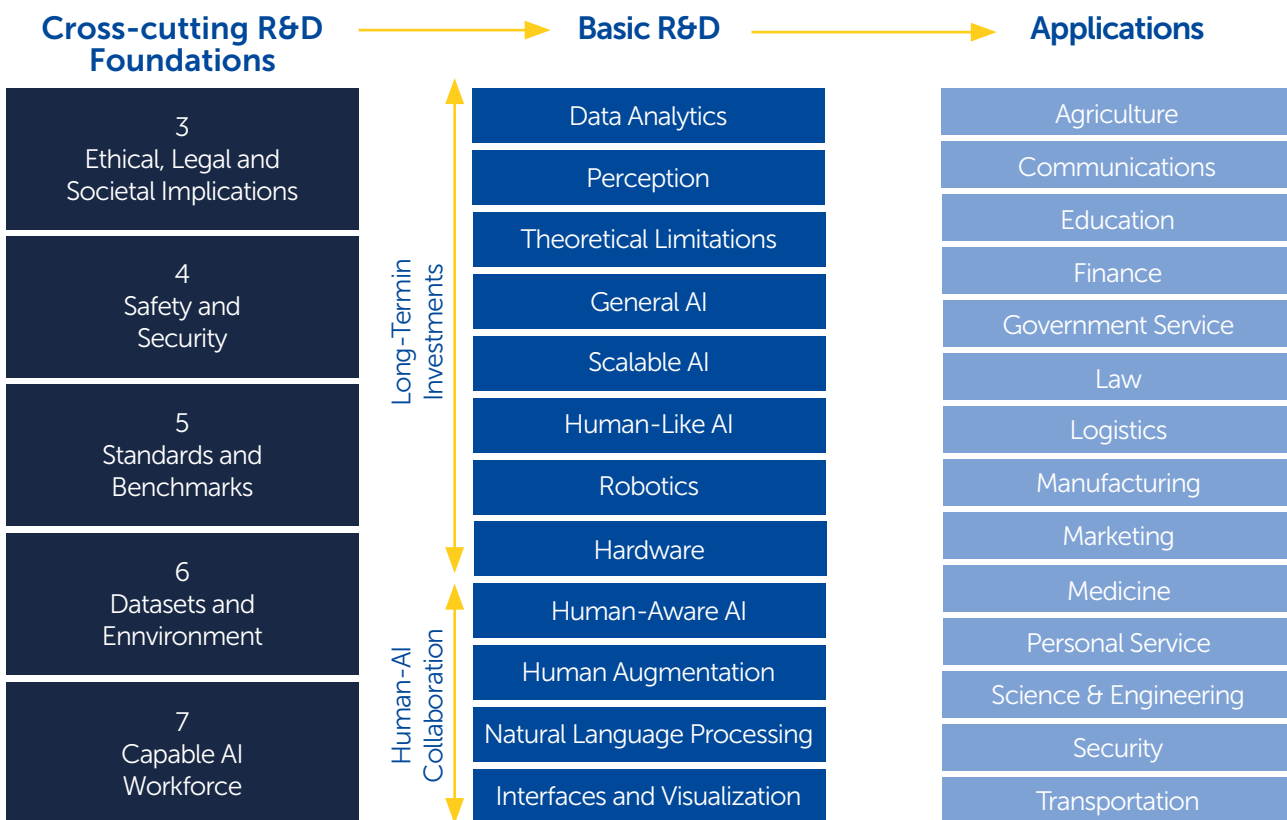 Cross-cutting R&D
Foundations
Basic R&D
Applications
3
Ethical, Legal and
Societal Implications
4
Safety and
Security
5
Standards and
Benchmarks
6
Datasets and
Ennvironment
7
Capable AI
Workforce
Long-Termin
Investments
Human-AI
Collaboration
Data Analytics
Perception
Theoretical Limitations
General AI
Scalable AI
Human-Like AI
Robotics
Hardware
Human-Aware AI
Human Augmentation
Natural Language Processing
Interfaces and Visualization
Agriculture
Communications
Education
Finance
Government Service
Law
Logistics
Manufacturing
Marketing
Medicine
Personal Service
Science & Engineering
Security
Transportation